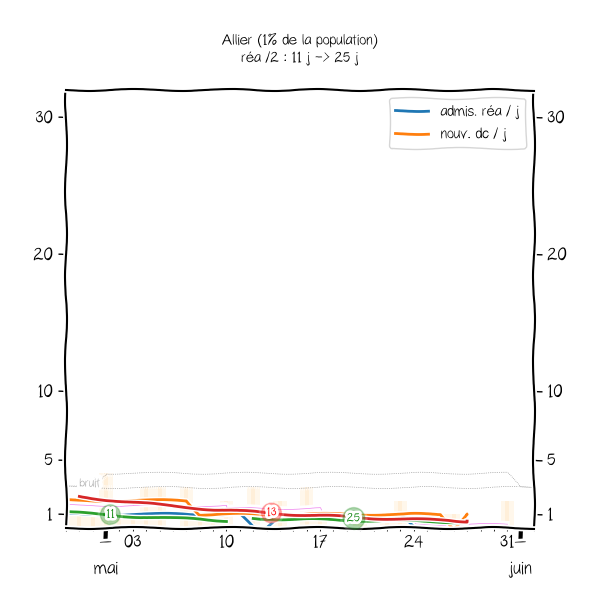 Allier (1% de la population)
réa /2 : 11 j -> 25 j
admis. réa / j
nouv. dc / j
30 30
20 20
10 10
5 5
bruit
1 11 13 25 1
03 10 17 24 31
mai juin